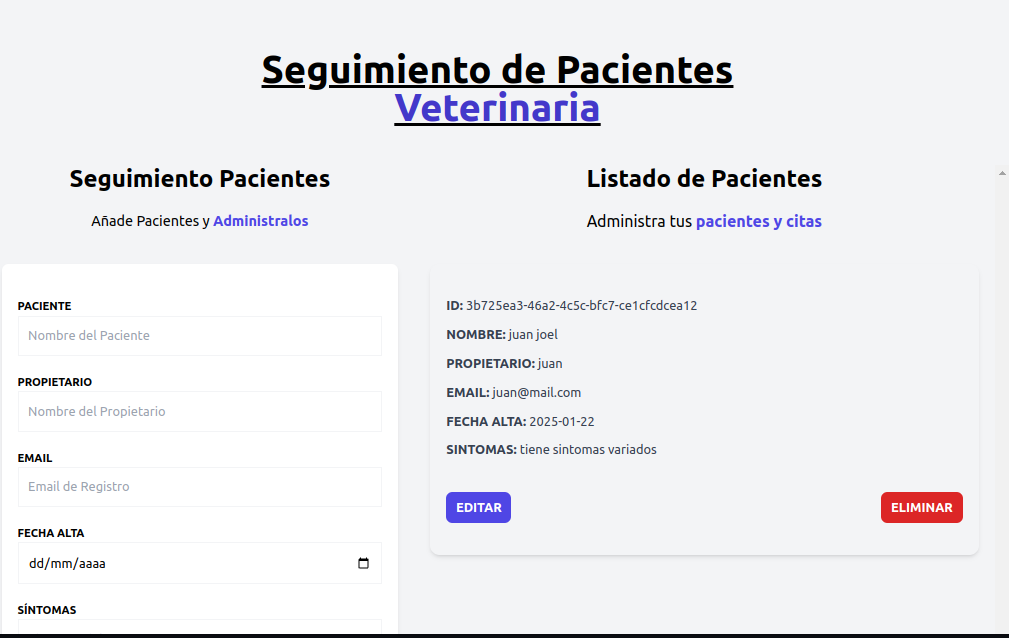 Seguimiento de Pacientes
Veterinaria
Seguimiento Pacientes
Añade Pacientes y Administralos
PACIENTE
Nombre del Paciente
PROPIETARIO
Nombre del Propietario
EMAIL
Email de Registro
FECHA ALTA
dd/mm/aaaa
SÍNTOMAS
Listado de Pacientes
Administra tus pacientes y citas
ID: 3b725ea3-46a2-4c5c-bfc7-ce1cfcdcea12
NOMBRE: juan joel
PROPIETARIO: juan
EMAIL: juan@mail.com
FECHA ALTA: 2025-01-22
SINTOMAS: tiene sintomas variados
EDITAR
ELIMINAR